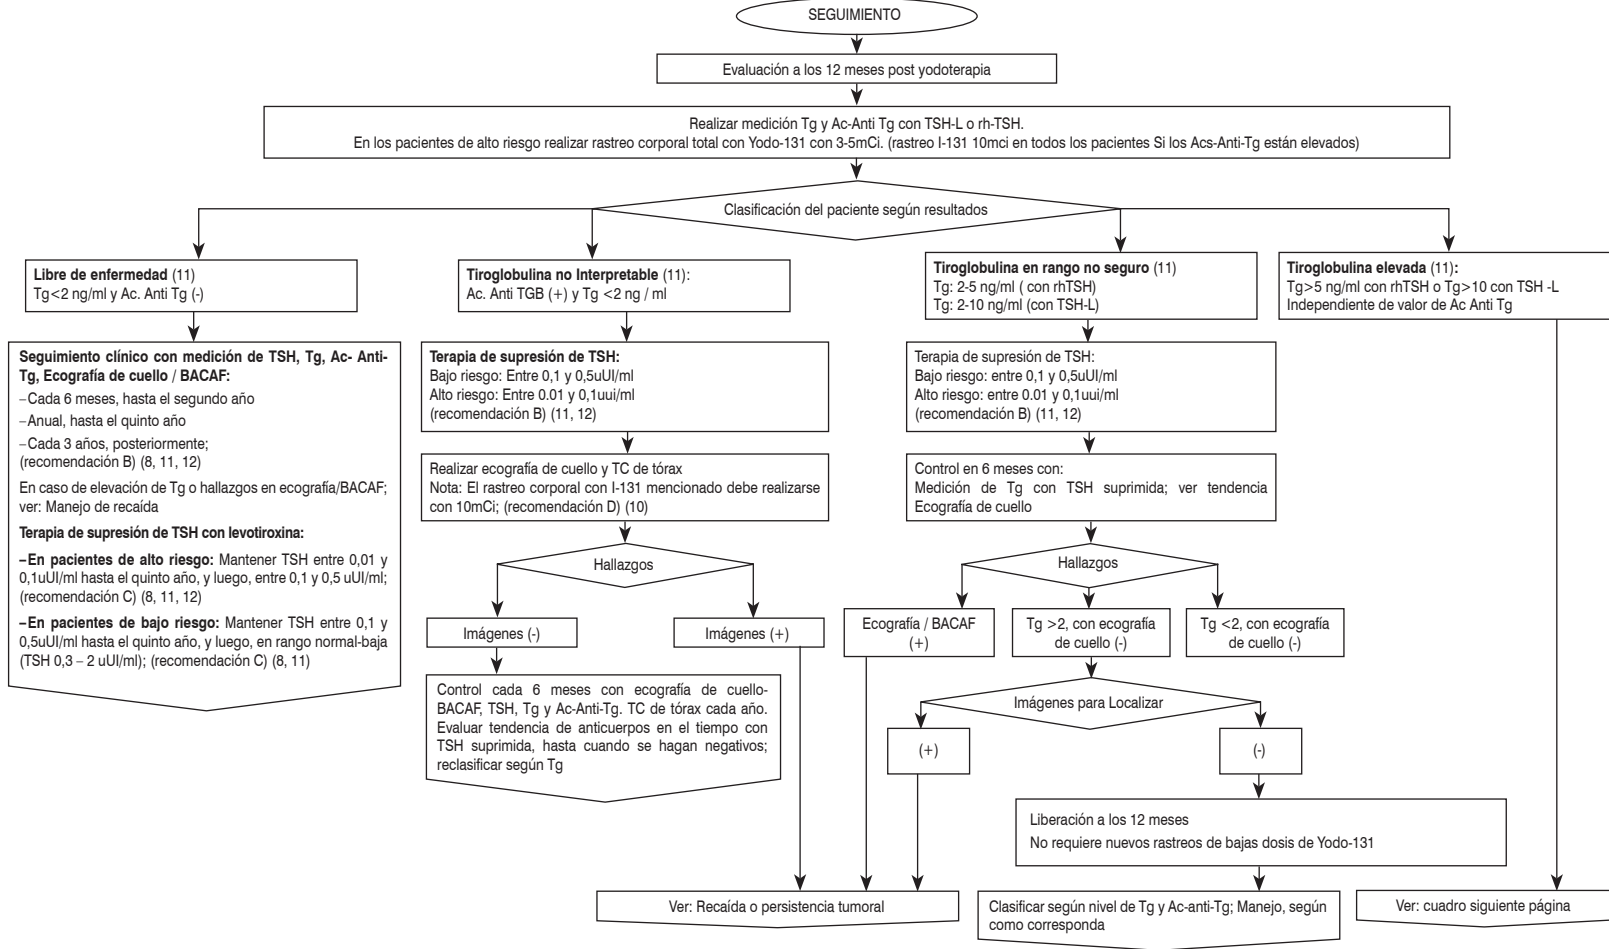 SEGUIMIENTO
Evaluación a los 12 meses post yodoterapia
Realizar medición Tg y Ac-Anti Tg con TSH-L o rh-TSH.
En los pacientes de alto riesgo realizar rastreo corporal total con Yodo-131 con 3-5mCi. (rastreo I-131 10mci en todos los pacientes Si los Acs-Anti-Tg están elevados)
Clasificación del paciente según resultados
Libre de enfermedad (11)
Tg<2 ng/ml y Ac. Anti Tg (-)
Seguimiento clínico con medición de TSH, Tg, Ac- Anti-
Tg, Ecografía de cuello / BACAF:
–Cada 6 meses, hasta el segundo año
–Anual, hasta el quinto año
–Cada 3 años, posteriormente;
(recomendación B) (8, 11, 12)
En caso de elevación de Tg o hallazgos en ecografía/BACAF;
ver: Manejo de recaída
Terapia de supresión de TSH con levotiroxina:
–En pacientes de alto riesgo: Mantener TSH entre 0,01 y
0,1uUI/ml hasta el quinto año, y luego, entre 0,1 y 0,5 uUI/ml;
(recomendación C) (8, 11, 12)
–En pacientes de bajo riesgo: Mantener TSH entre 0,1 y
0,5uUI/ml hasta el quinto año, y luego, en rango normal-baja
(TSH 0,3 – 2 uUI/ml); (recomendación C) (8, 11)
Tiroglobulina no Interpretable (11):
Ac. Anti TGB (+) y Tg <2 ng / ml
Terapia de supresión de TSH:
Bajo riesgo: Entre 0,1 y 0,5uUI/ml
Alto riesgo: Entre 0.01 y 0,1uui/ml
(recomendación B) (11, 12)
Realizar ecografía de cuello y TC de tórax
Nota: El rastreo corporal con I-131 mencionado debe realizarse
con 10mCi; (recomendación D) (10)
Hallazgos
Imágenes (-)
Imágenes (+)
Control cada 6 meses con ecografía de cuello-
BACAF, TSH, Tg y Ac-Anti-Tg. TC de tórax cada año.
Evaluar tendencia de anticuerpos en el tiempo con
TSH suprimida, hasta cuando se hagan negativos;
reclasificar según Tg
Tiroglobulina en rango no seguro (11)
Tg: 2-5 ng/ml ( con rhTSH)
Tg: 2-10 ng/ml (con TSH-L)
Terapia de supresión de TSH:
Bajo riesgo: entre 0,1 y 0,5uUI/ml
Alto riesgo: entre 0.01 y 0,1uui/ml
(recomendación B) (11, 12)
Control en 6 meses con:
Medición de Tg con TSH suprimida; ver tendencia
Ecografía de cuello
Hallazgos
Ecografía / BACAF
(+)
Tg >2, con ecografía
de cuello (-)
Tg <2, con ecografía
de cuello (-)
Imágenes para Localizar
(+)
(-)
Liberación a los 12 meses
No requiere nuevos rastreos de bajas dosis de Yodo-131
Tiroglobulina elevada (11):
Tg>5 ng/ml con rhTSH o Tg>10 con TSH -L
Independiente de valor de Ac Anti Tg
Ver: Recaída o persistencia tumoral
Clasificar según nivel de Tg y Ac-anti-Tg; Manejo, según
como corresponda
Ver: cuadro siguiente página